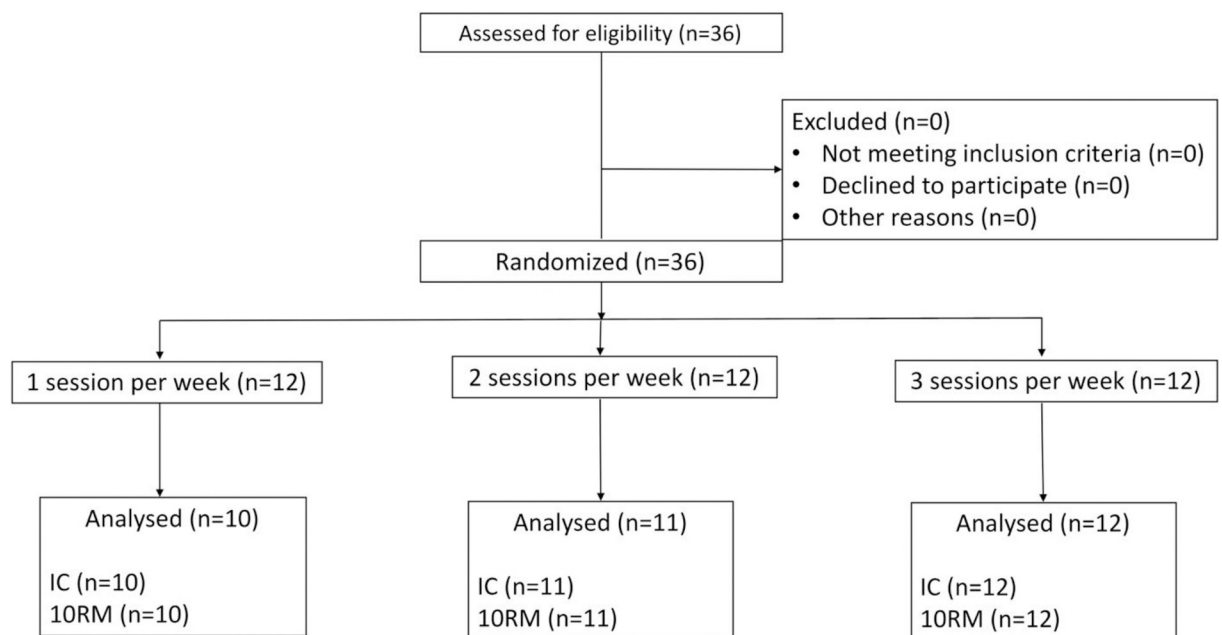 Assessed for eligibility (n=36)
Excluded (n=0)
• Not meeting inclusion criteria (n=0)
• Declined to participate (n=0)
• Other reasons (n=0)
Randomized (n=36)
1 session per week (n=12)
2 sessions per week (n=12)
3 sessions per week (n=12)
Analysed (n=10)
IC (n=10)
10RM (n=10)
Analysed (n=11)
IC (n=11)
10RM (n=11)
Analysed (n=12)
IC (n=12)
10RM (n=12)